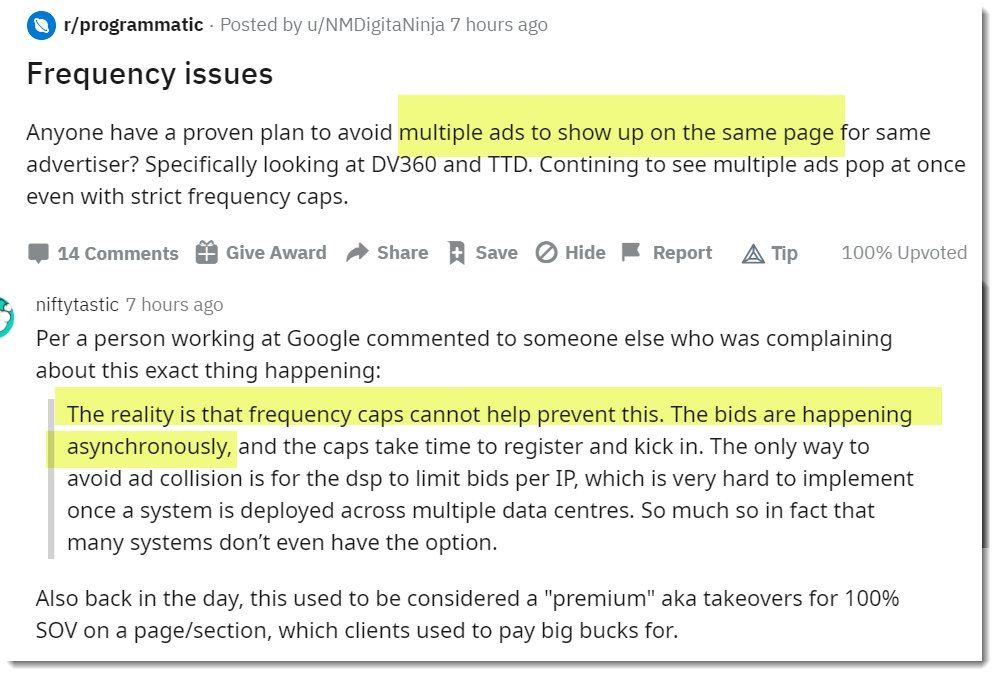 r/programmatic · Posted by u/NMDigitaNinja 7 hours ago
Frequency issues
Anyone have a proven plan to avoid multiple ads to show up on the same page for same
advertiser? Specifically looking at DV360 and TTD. Contining to see multiple ads pop at once
even with strict frequency caps.
14 Comments Give Award Share Save Hide Report Tip 100% Upvoted
niftytastic 7 hours ago
Per a person working at Google commented to someone else who was complaining
about this exact thing happening:
The reality is that frequency caps cannot help prevent this. The bids are happening
asynchronously, and the caps take time to register and kick in. The only way to
avoid ad collision is for the dsp to limit bids per IP, which is very hard to implement
once a system is deployed across multiple data centres. So much so in fact that
many systems don’t even have the option.
Also back in the day, this used to be considered a "premium" aka takeovers for 100%
SOV on a page/section, which clients used to pay big bucks for.